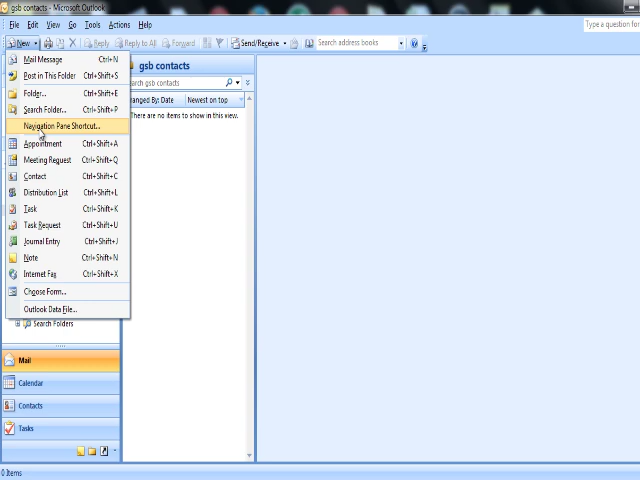 gsb contacts - Microsoft Outlook
File Edit View Go Tools Actions Help
Type a question for
New Reply Reply to All Forward Send/Receive Search address books
Mail Message Ctrl+N
Post in This Folder Ctrl+Shift+S
Folder... Ctrl+Shift+E
Search Folder... Ctrl+Shift+P
Navigation Pane Shortcut...
Appointment Ctrl+Shift+A
Meeting Request Ctrl+Shift+Q
Contact Ctrl+Shift+C
Distribution List Ctrl+Shift+L
Task Ctrl+Shift+K
Task Request Ctrl+Shift+U
Journal Entry Ctrl+Shift+J
Note Ctrl+Shift+N
Internet Fax Ctrl+Shift+X
Choose Form...
Outlook Data File...
Search Folders
Mail
Calendar
Contacts
Tasks
0 Items
gsb contacts
earch gsb contacts
ranged By: Date Newest on top
There are no items to show in this view.